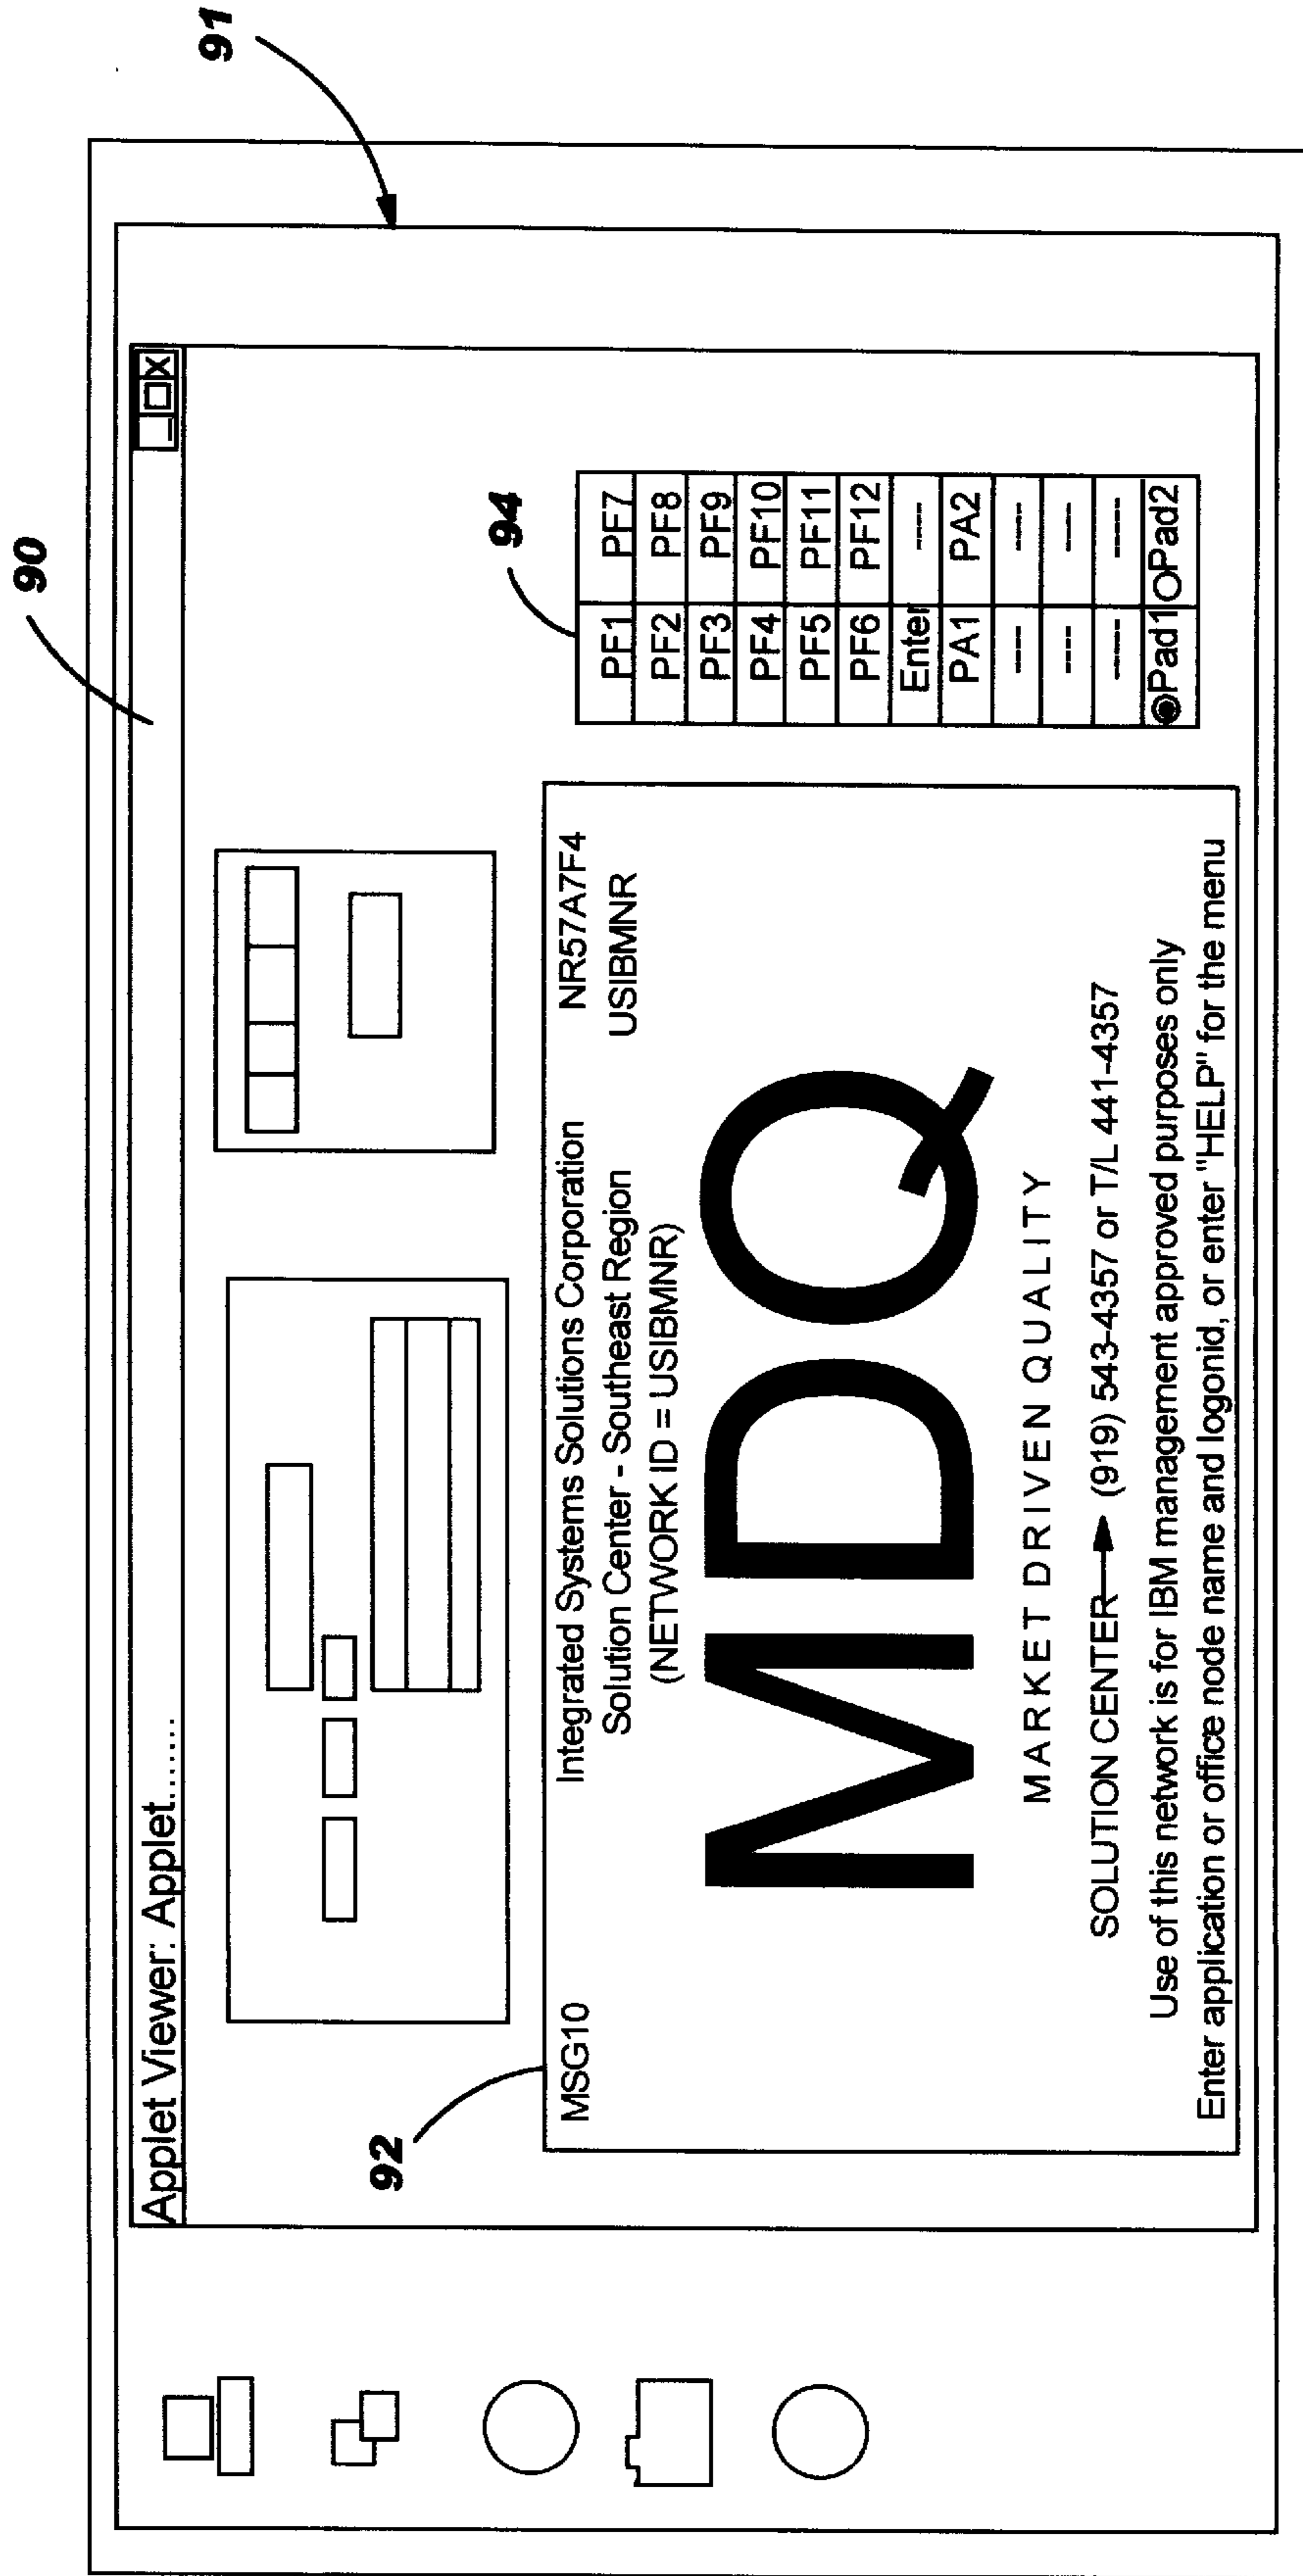 90
91
Applet Viewer: Applet.......
92
94
MSG10 Integrated Systems Solutions Corporation NR57A7F4
Solution Center - Southeast Region USIBMNR
(NETWORK ID = USIBMNR)
MDQ
MARKET DRIVEN QUALITY
SOLUTION CENTER (919) 543-4357 or T/L 441-4357
Use of this network is for IBM management approved purposes only
Enter application or office node name and logonid, or enter "HELP" for the menu
PF1 PF7
PF2 PF8
PF3 PF9
PF4 PF10
PF5 PF11
PF6 PF12
Enter ----
PA1 PA2
---- ----
---- ----
---- ----
Pad1 Pad2